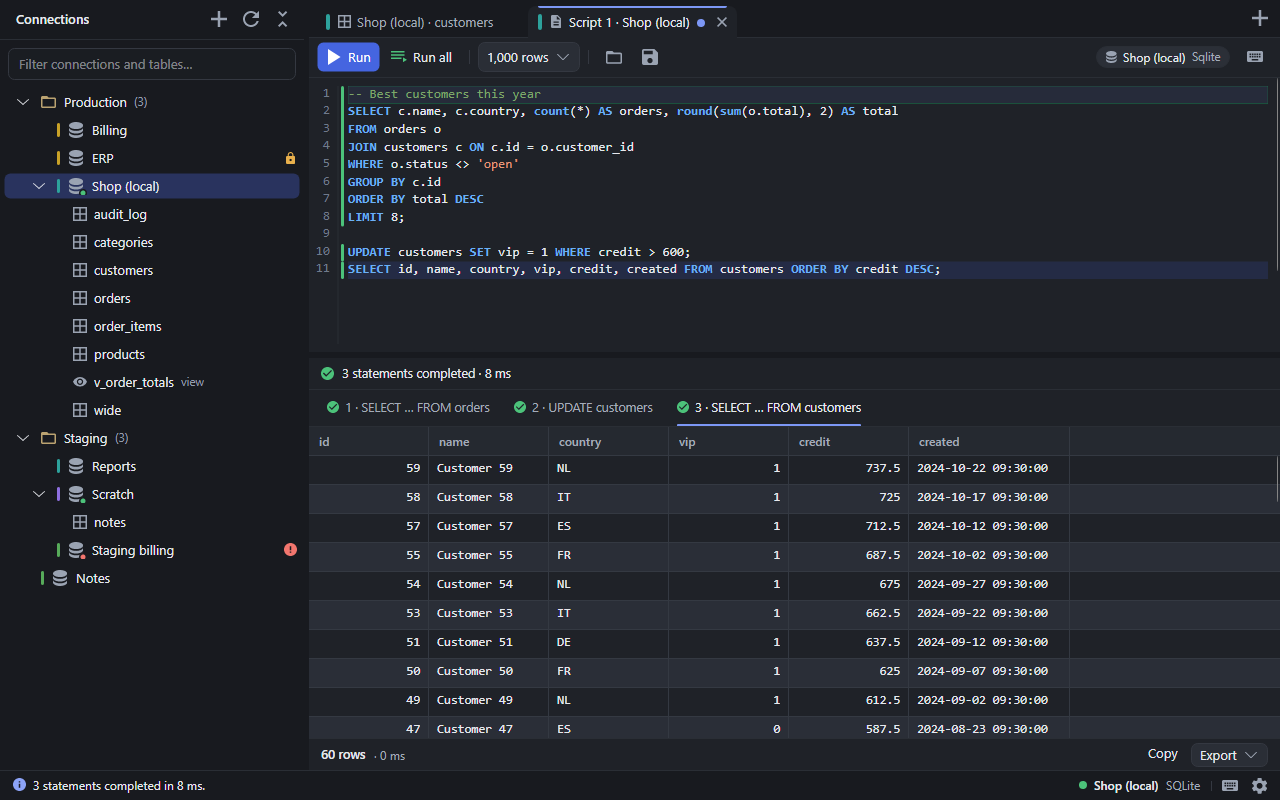 Connections
Filter connections and tables...
Production (3)
Billing
ERP
Shop (local)
audit_log
categories
customers
orders
order_items
products
v_order_totals view
wide
Staging (3)
Reports
Scratch
notes
Staging billing
Notes
Shop (local) · customers
Script 1 · Shop (local)
Run
Run all
1,000 rows
Shop (local) Sqlite
1 -- Best customers this year
2 SELECT c.name, c.country, count(*) AS orders, round(sum(o.total), 2) AS total
3 FROM orders o
4 JOIN customers c ON c.id = o.customer_id
5 WHERE o.status <> 'open'
6 GROUP BY c.id
7 ORDER BY total DESC
8 LIMIT 8;
9
10 UPDATE customers SET vip = 1 WHERE credit > 600;
11 SELECT id, name, country, vip, credit, created FROM customers ORDER BY credit DESC;
3 statements completed · 8 ms
1 · SELECT ... FROM orders
2 · UPDATE customers
3 · SELECT ... FROM customers
id name country vip credit created
59 Customer 59 NL 1 737.5 2024-10-22 09:30:00
58 Customer 58 IT 1 725 2024-10-17 09:30:00
57 Customer 57 ES 1 712.5 2024-10-12 09:30:00
55 Customer 55 FR 1 687.5 2024-10-02 09:30:00
54 Customer 54 NL 1 675 2024-09-27 09:30:00
53 Customer 53 IT 1 662.5 2024-09-22 09:30:00
51 Customer 51 DE 1 637.5 2024-09-12 09:30:00
50 Customer 50 FR 1 625 2024-09-07 09:30:00
49 Customer 49 NL 1 612.5 2024-09-02 09:30:00
47 Customer 47 ES 0 587.5 2024-08-23 09:30:00
60 rows · 0 ms
Copy
Export
3 statements completed in 8 ms.
Shop (local) SQLite